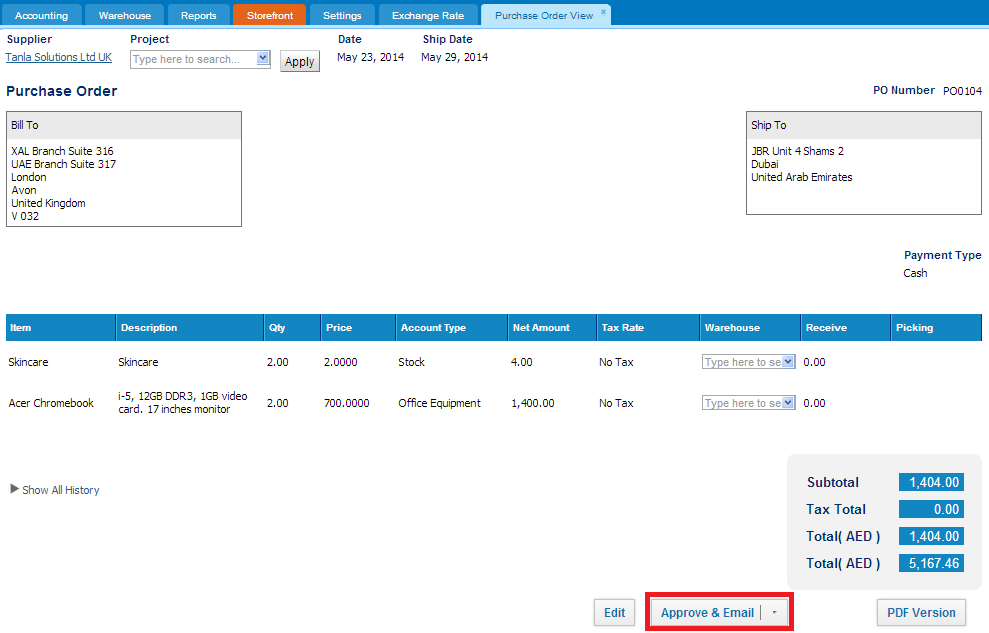 Accounting Warehouse Reports Storefront Settings Exchange Rate Purchase Order View ×
Supplier Project Date Ship Date
Tanla Solutions Ltd UK Type here to search... Apply May 23, 2014 May 29, 2014
Purchase Order PO Number PO0104
Bill To
XAL Branch Suite 316
UAE Branch Suite 317
London
Avon
United Kingdom
V 032
Ship To
JBR Unit 4 Shams 2
Dubai
United Arab Emirates
Payment Type
Cash
Item Description Qty Price Account Type Net Amount Tax Rate Warehouse Receive Picking
Skincare Skincare 2.00 2.0000 Stock 4.00 No Tax Type here to se 0.00
Acer Chromebook i-5, 12GB DDR3, 1GB video
card. 17 inches monitor 2.00 700.0000 Office Equipment 1,400.00 No Tax Type here to se 0.00
Show All History
Subtotal 1,404.00
Tax Total 0.00
Total( AED ) 1,404.00
Total( AED ) 5,167.46
Edit Approve & Email PDF Version